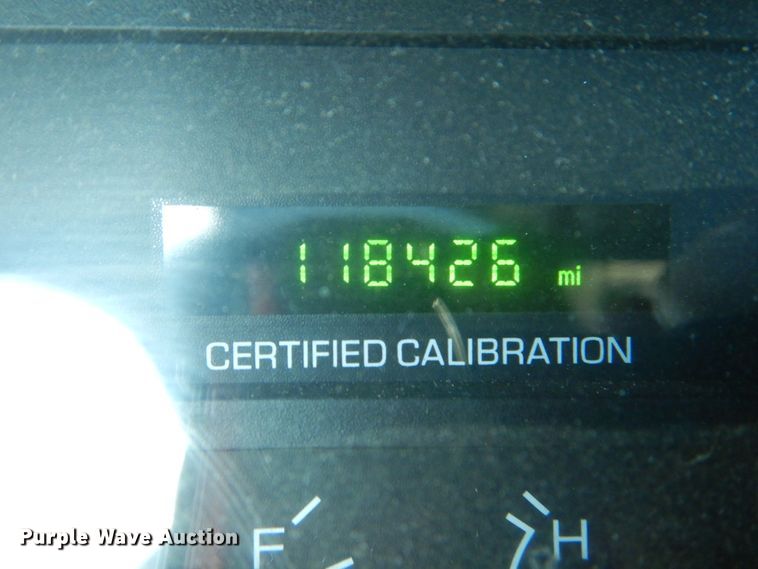 118426 mi
CERTIFIED CALIBRATION
F H
Purple Wave Auction